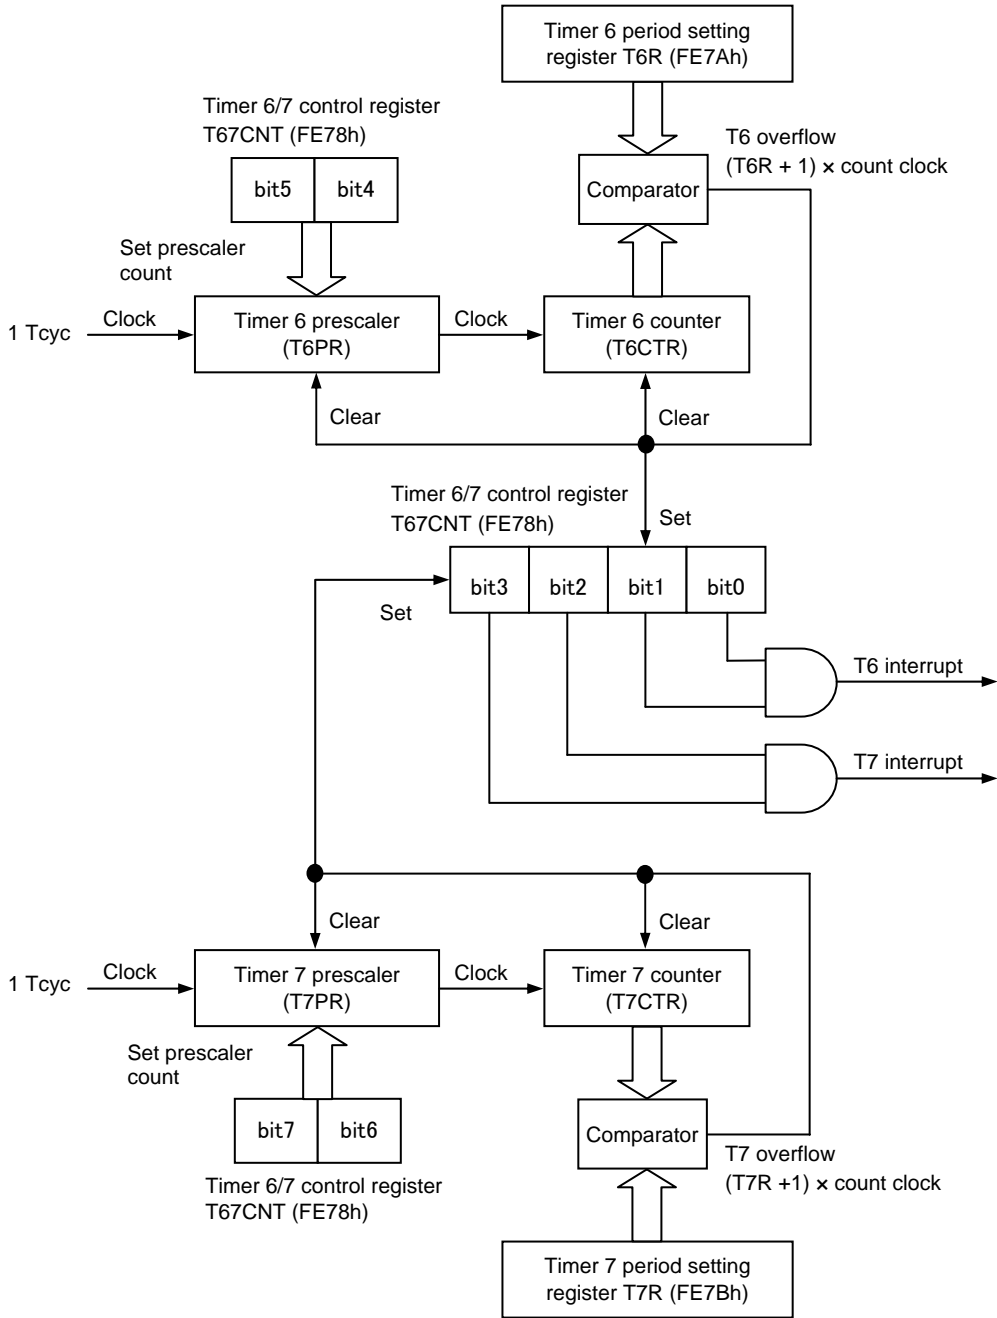 Timer 6 period setting
register T6R (FE7Ah)
Timer 6/7 control register
T67CNT (FE78h)
T6 overflow
(T6R + 1) × count clock
bit5
bit4
Comparator
Set prescaler
count
1 Tcyc
Clock
Timer 6 prescaler
(T6PR)
Clock
Timer 6 counter
(T6CTR)
Clear
Clear
Timer 6/7 control register
T67CNT (FE78h)
Set
bit3
bit2
bit1
bit0
Set
T6 interrupt
T7 interrupt
Clear
Clear
1 Tcyc
Clock
Timer 7 prescaler
(T7PR)
Clock
Timer 7 counter
(T7CTR)
Set prescaler
count
bit7
bit6
Comparator
T7 overflow
(T7R +1) × count clock
Timer 6/7 control register
T67CNT (FE78h)
Timer 7 period setting
register T7R (FE7Bh)